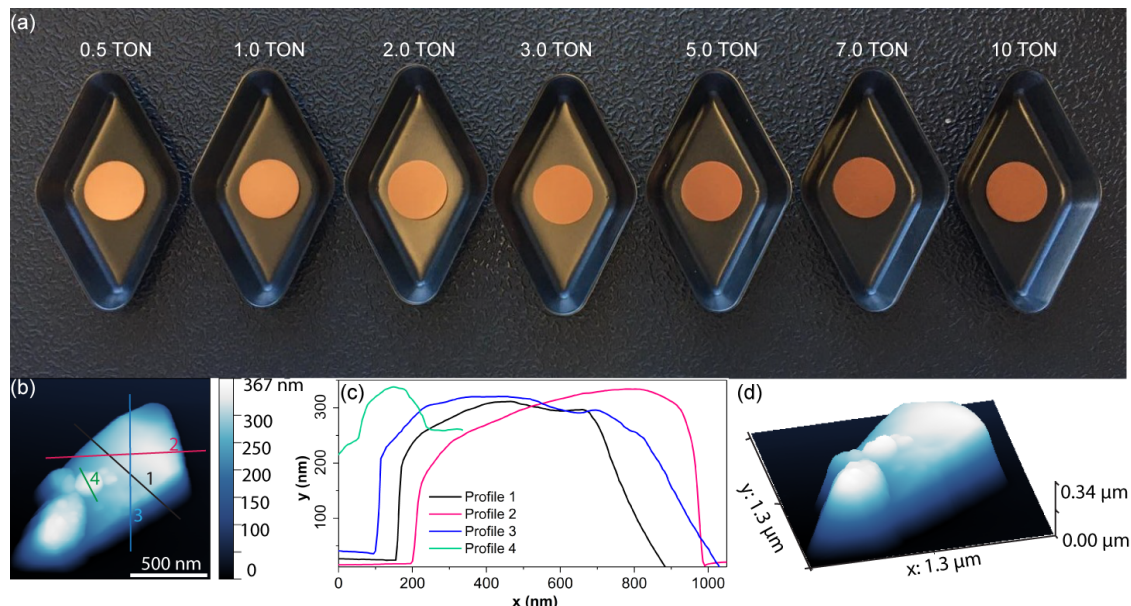 (a)
0.5 TON 1.0 TON 2.0 TON 3.0 TON 5.0 TON 7.0 TON 10 TON
(b)
367 nm
300
250
200
150
100
0
2
1
4
3
500 nm
(c)
y (nm)
300
200
100
Profile 1
Profile 2
Profile 3
Profile 4
0 200 400 600 800 1000
x (nm)
(d)
y: 1.3 µm
x: 1.3 µm
0.34 µm
0.00 µm